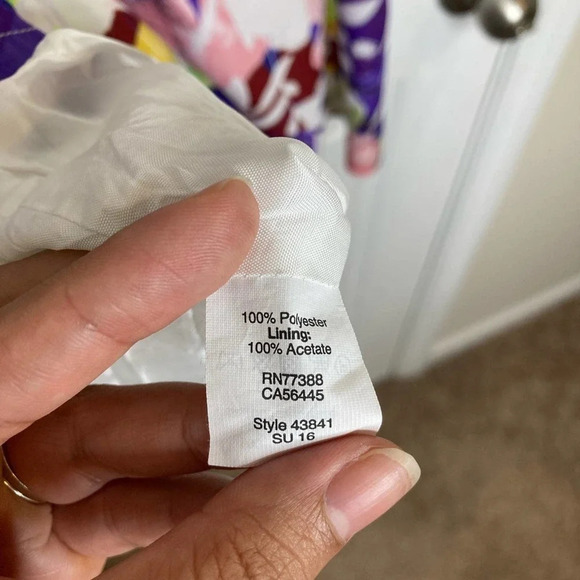 100% Polyester
Lining:
100% Acetate
RN77388
CA56445
Style 43841
SU 16